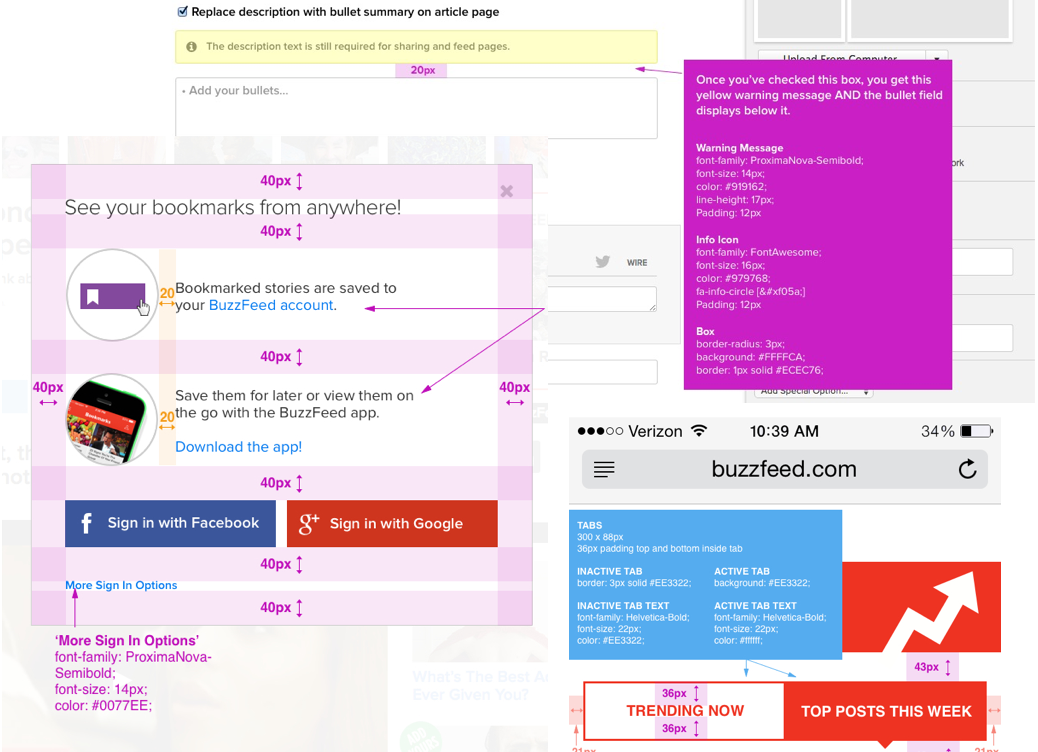 Replace description with bullet summary on article page
The description text is still required for sharing and feed pages.
20px
• Add your bullets...
Upload From Computer
Once you've checked this box, you get this
yellow warning message AND the bullet field
displays below it.
Warning Message
font-family: ProximaNova-Semibold;
font-size: 14px;
color: #919162;
line-height: 17px;
Padding: 12px
Info Icon
font-family: FontAwesome;
font-size: 16px;
color: #979768;
fa-info-circle [&#xf05a;]
Padding: 12px
Box
border-radius: 3px;
background: #FFFFCA;
border: 1px solid #ECEC76;
Add Special Option...
WIRE
40px
See your bookmarks from anywhere!
40px
20
Bookmarked stories are saved to
your BuzzFeed account.
40px
40px
40px
Bookmarks
20
Save them for later or view them on
the go with the BuzzFeed app.
Download the app!
40px
f Sign in with Facebook
g+ Sign in with Google
40px
More Sign In Options
40px
'More Sign In Options'
font-family: ProximaNova-
Semibold;
font-size: 14px;
color: #0077EE;
What's The Best A
Ever Given You?
Verizon 10:39 AM 34%
buzzfeed.com
TABS
300 x 88px
36px padding top and bottom inside tab
INACTIVE TAB
border: 3px solid #EE3322;
ACTIVE TAB
background: #EE3322;
INACTIVE TAB TEXT
font-family: Helvetica-Bold;
font-size: 22px;
color: #EE3322;
ACTIVE TAB TEXT
font-family: Helvetica-Bold;
font-size: 22px;
color: #ffffff;
43px
36px
TRENDING NOW
36px
TOP POSTS THIS WEEK
21px
21px